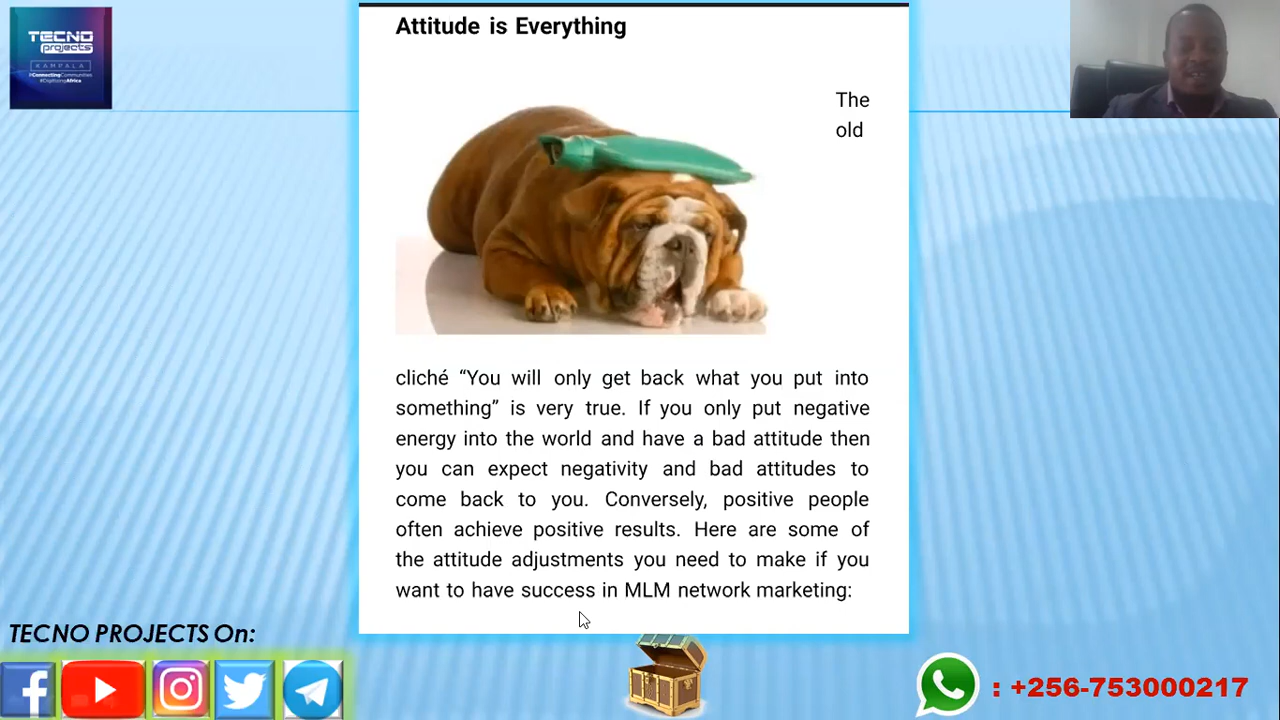 TECNO
projects
KAMPALA
#ConnectingCommunities
#DigitizingAfrica
Attitude is Everything
The
old
cliché “You will only get back what you put into
something” is very true. If you only put negative
energy into the world and have a bad attitude then
you can expect negativity and bad attitudes to
come back to you. Conversely, positive people
often achieve positive results. Here are some of
the attitude adjustments you need to make if you
want to have success in MLM network marketing:
TECNO PROJECTS On:
: +256-753000217